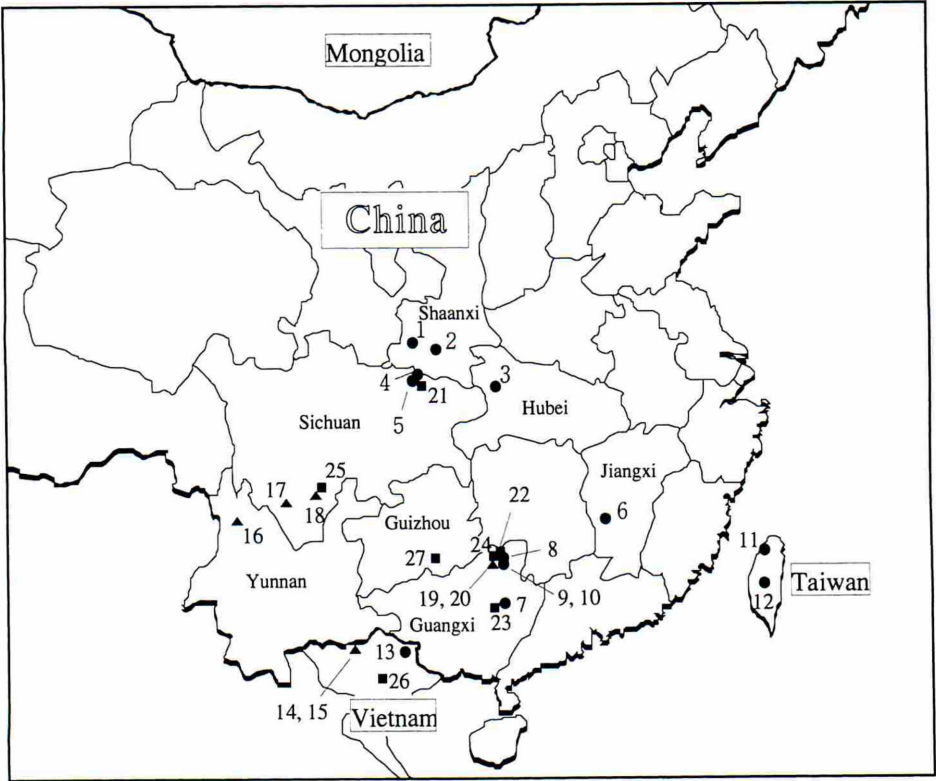 Mongolia
China
Shaanxi
1
2
4
3
21
5
Hubei
Sichuan
Jiangxi
25
17
18
22
16
Guizhou
6
24
8
27
11
Yunnan
19, 20
9, 10
Taiwan
12
7
Guangxi
23
13
26
14, 15
Vietnam